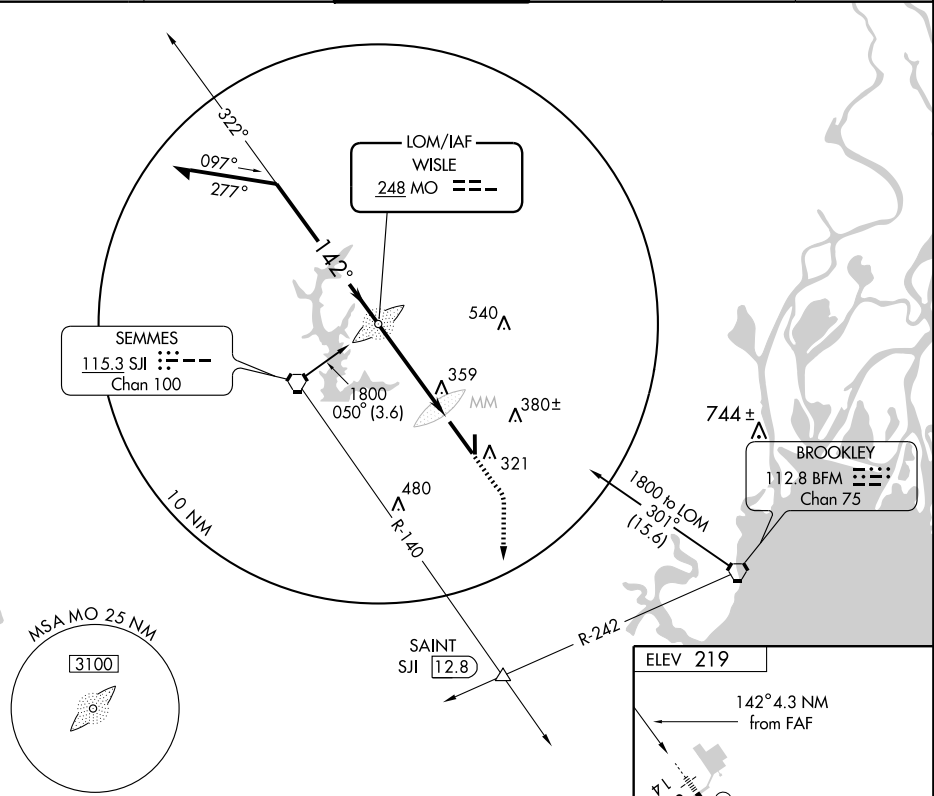 322°
097°
277°
LOM/IAF
WISLE
248 MO
142°
540
SEMMES
115.3 SJI
Chan 100
1800
050° (3.6)
359
MM
380±
321
744±
BROOKLEY
112.8 BFM
Chan 75
480
1800 to LOM
301°
(15.6)
10 NM
R-140
R-242
MSA MO 25 NM
3100
SAINT
SJI 12.8
ELEV 219
142° 4.3 NM
from FAF
14